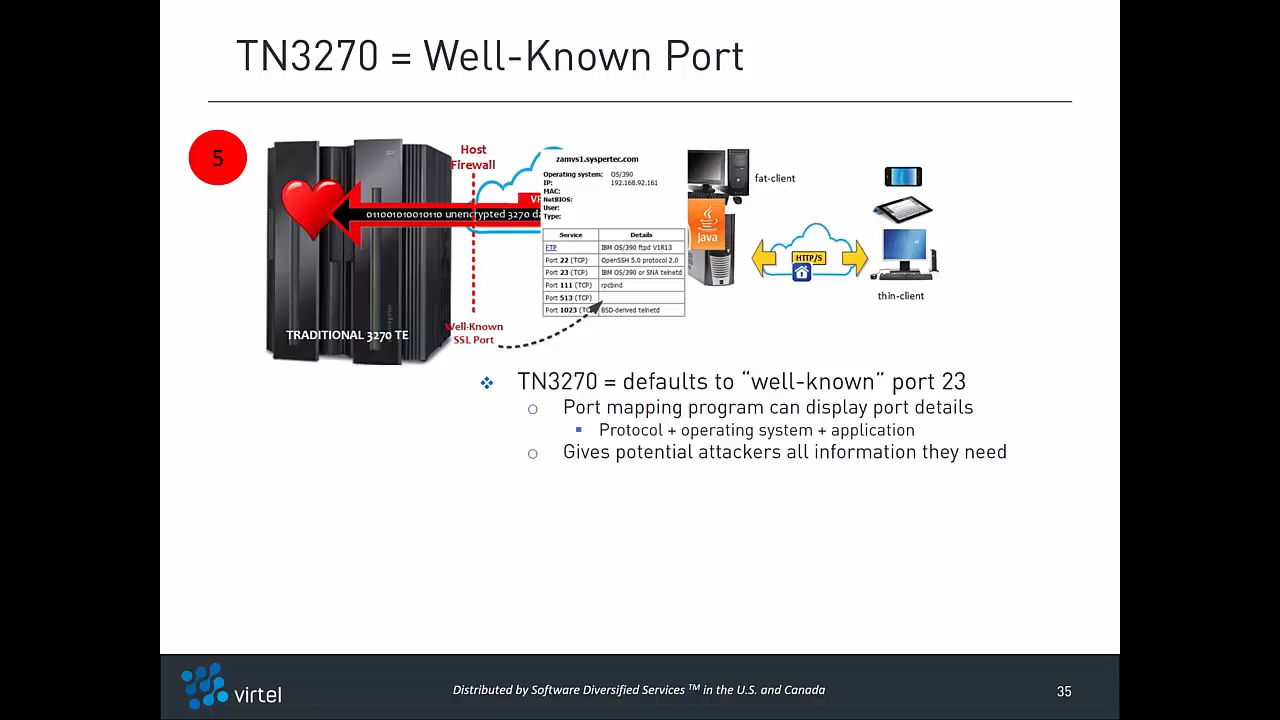 TN3270 = Well-Known Port
5
Host
Firewall
011001010010110 unencrypted 3270 d
TRADITIONAL 3270 TE
Well-Known
SSL Port
zamvs1.syspertec.com
Operating system: OS/390
IP: 192.168.92.161
MAC:
NetBIOS:
User:
Type:
Service Details
FTP IBM OS/390 ftpd V1R13
Port 22 (TCP) OpenSSH 5.0 protocol 2.0
Port 23 (TCP) IBM OS/390 or SNA telnetd
Port 111 (TCP) rpcbind
Port 513 (TCP)
Port 1023 (TC BSD-derived telnetd
fat-client
Java
HTTP/S
thin-client
TN3270 = defaults to “well-known” port 23
Port mapping program can display port details
Protocol + operating system + application
Gives potential attackers all information they need
virtel
Distributed by Software Diversified Services TM in the U.S. and Canada
35